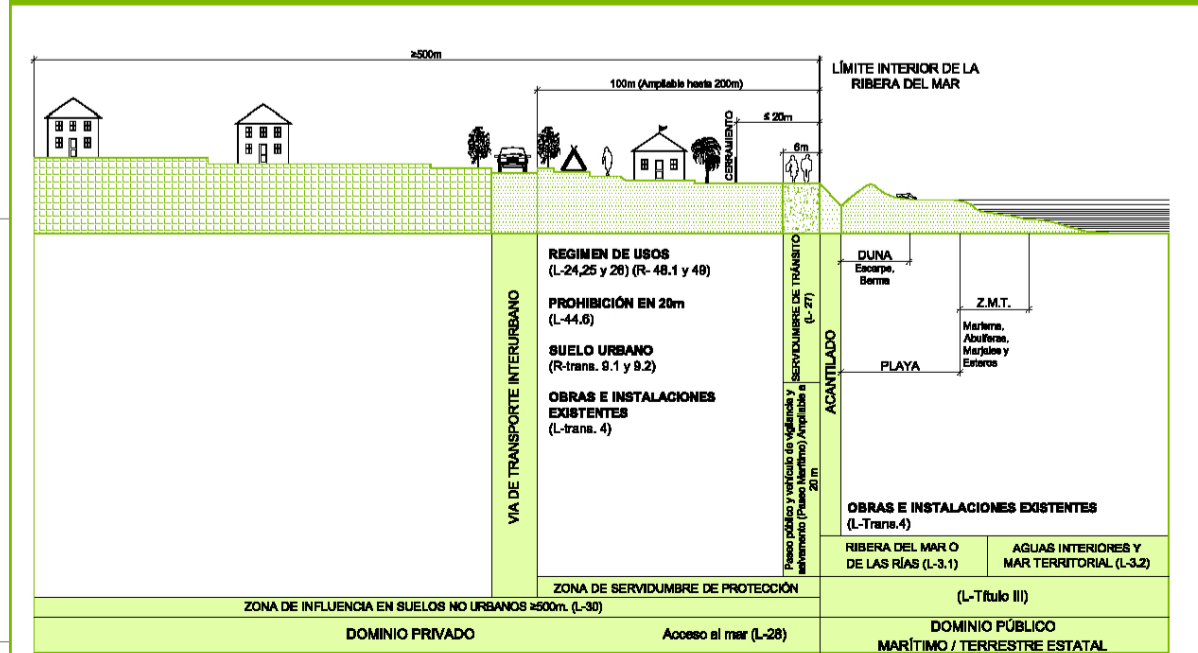 ≥500m
LÍMITE INTERIOR DE LA
RIBERA DEL MAR
100m (Ampliable hasta 200m)
≤ 20m
CERRAMIENTO
6m
REGIMEN DE USOS
(L-24,25 y 26) (R- 48.1 y 49)
PROHIBICIÓN EN 20m
(L-44.6)
SUELO URBANO
(R-trans. 9.1 y 9.2)
OBRAS E INSTALACIONES
EXISTENTES
(L-trans. 4)
VIA DE TRANSPORTE INTERURBANO
SERVIDUMBRE DE TRÁNSITO
(L- 27)
Paseo público y vehículo de vigilancia y
salvamento (Paseo Marítimo) Ampliable a
20 m
ACANTILADO
DUNA
Escarpe,
Berma
Z.M.T.
Marisma,
Albuferas,
Marjales y
Esteros
PLAYA
OBRAS E INSTALACIONES EXISTENTES
(L-Trans.4)
RIBERA DEL MAR O
DE LAS RÍAS (L-3.1)
AGUAS INTERIORES Y
MAR TERRITORIAL (L-3.2)
ZONA DE SERVIDUMBRE DE PROTECCIÓN
ZONA DE INFLUENCIA EN SUELOS NO URBANOS ≥500m. (L-30)
(L-Título III)
DOMINIO PRIVADO
Acceso al mar (L-28)
DOMINIO PÚBLICO
MARÍTIMO / TERRESTRE ESTATAL